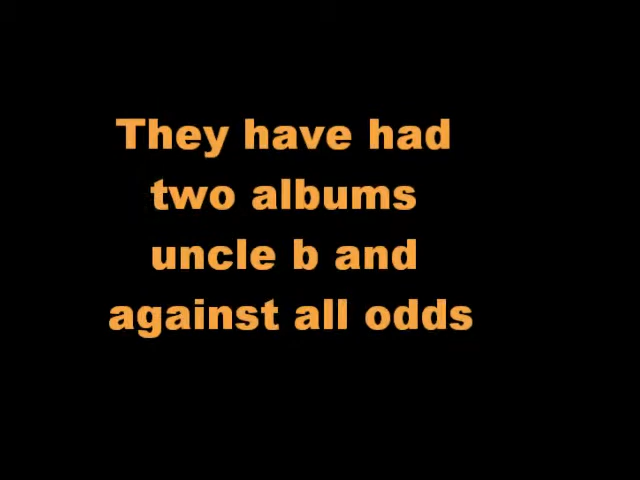 They have had
two albums
uncle b and
against all odds